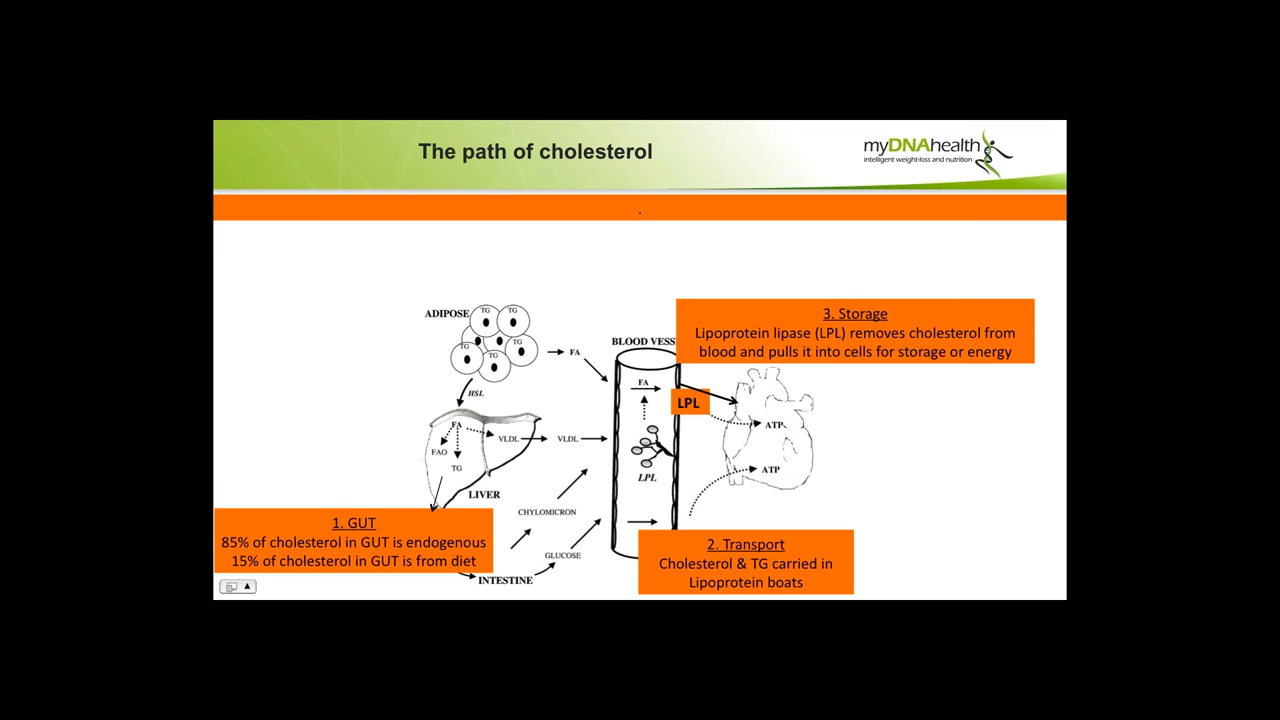 The path of cholesterol
myDNAhealth
intelligent weight-loss and nutrition
.
ADIPOSE
TG
TG
TG
TG
TG
FA
HSL
FA
FAO
TG
VLDL
VLDL
LIVER
CHYLOMICRON
GLUCOSE
INTESTINE
BLOOD VESS
FA
LPL
LPL
ATP
ATP
1. GUT
85% of cholesterol in GUT is endogenous
15% of cholesterol in GUT is from diet
2. Transport
Cholesterol & TG carried in
Lipoprotein boats
3. Storage
Lipoprotein lipase (LPL) removes cholesterol from
blood and pulls it into cells for storage or energy